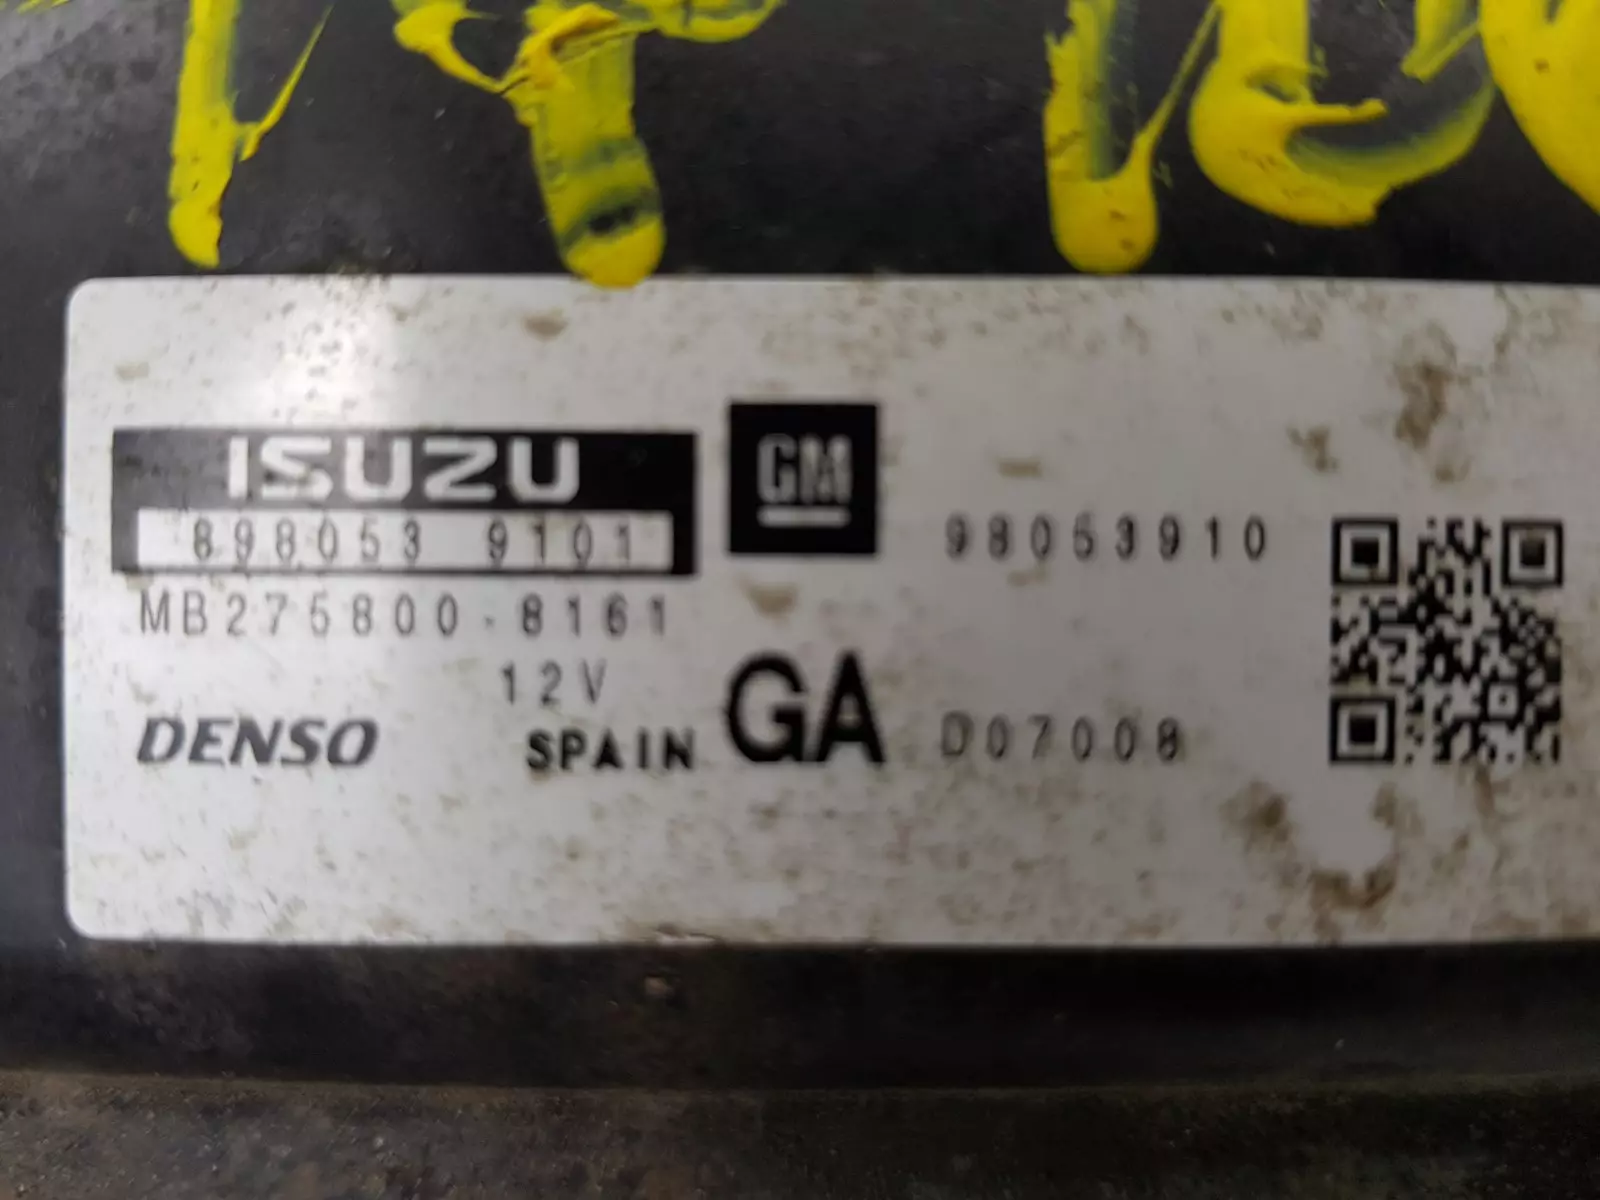 ISUZU
898053 9101
GM
98053910
MB275800-8161
12V
DENSO
SPAIN
GA
D07008